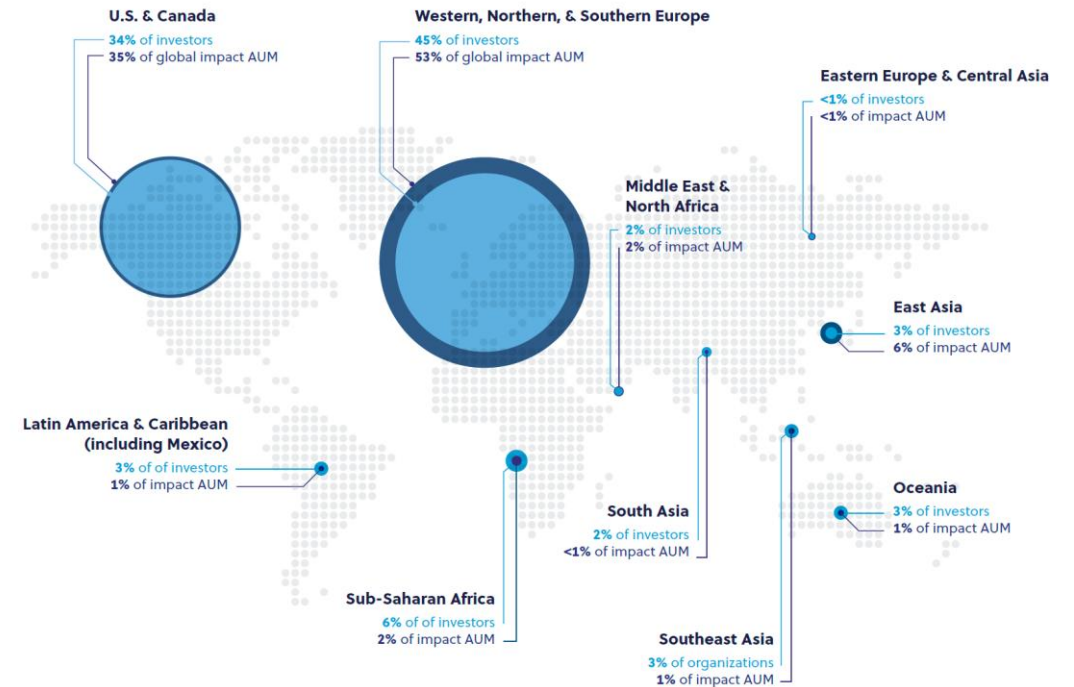 U.S. & Canada
34% of investors
35% of global impact AUM
Western, Northern, & Southern Europe
45% of investors
53% of global impact AUM
Eastern Europe & Central Asia
<1% of investors
<1% of impact AUM
Middle East &
North Africa
2% of investors
2% of impact AUM
East Asia
3% of investors
6% of impact AUM
Latin America & Caribbean
(including Mexico)
3% of of investors
1% of impact AUM
Oceania
3% of investors
1% of impact AUM
South Asia
2% of investors
<1% of impact AUM
Sub-Saharan Africa
6% of of investors
2% of impact AUM
Southeast Asia
3% of organizations
1% of impact AUM